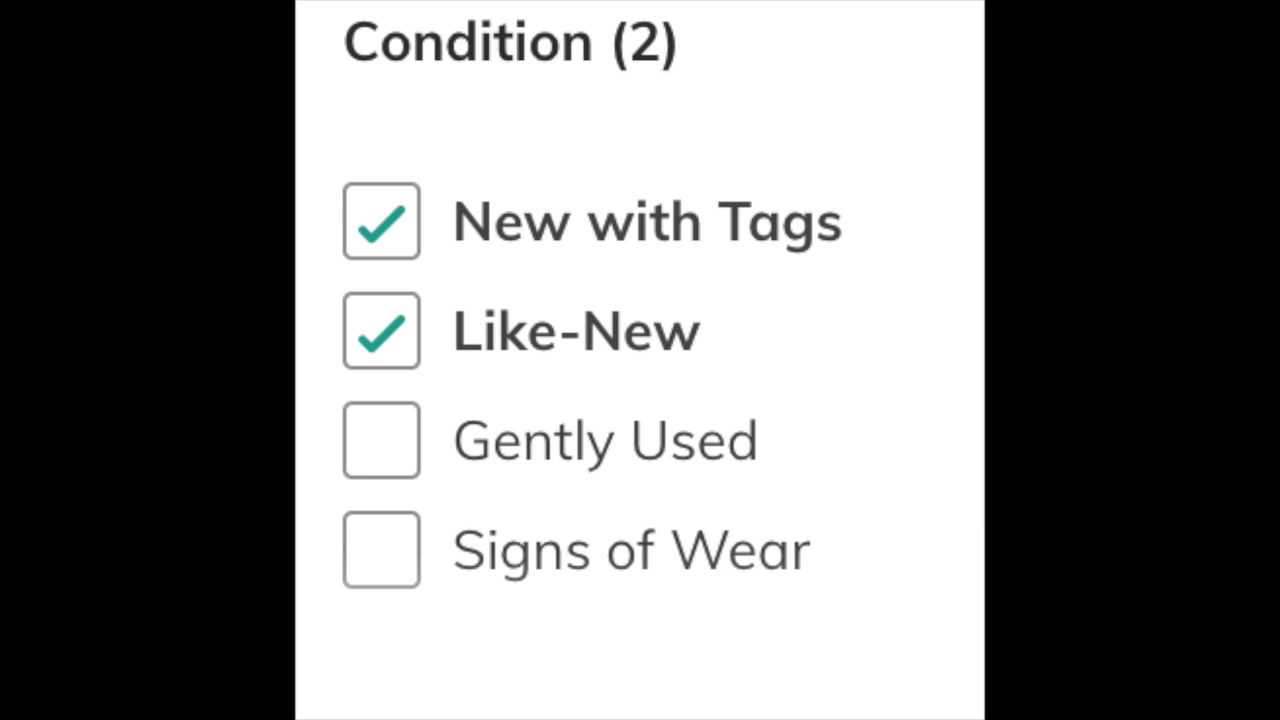 Condition (2)
New with Tags
Like-New
Gently Used
Signs of Wear